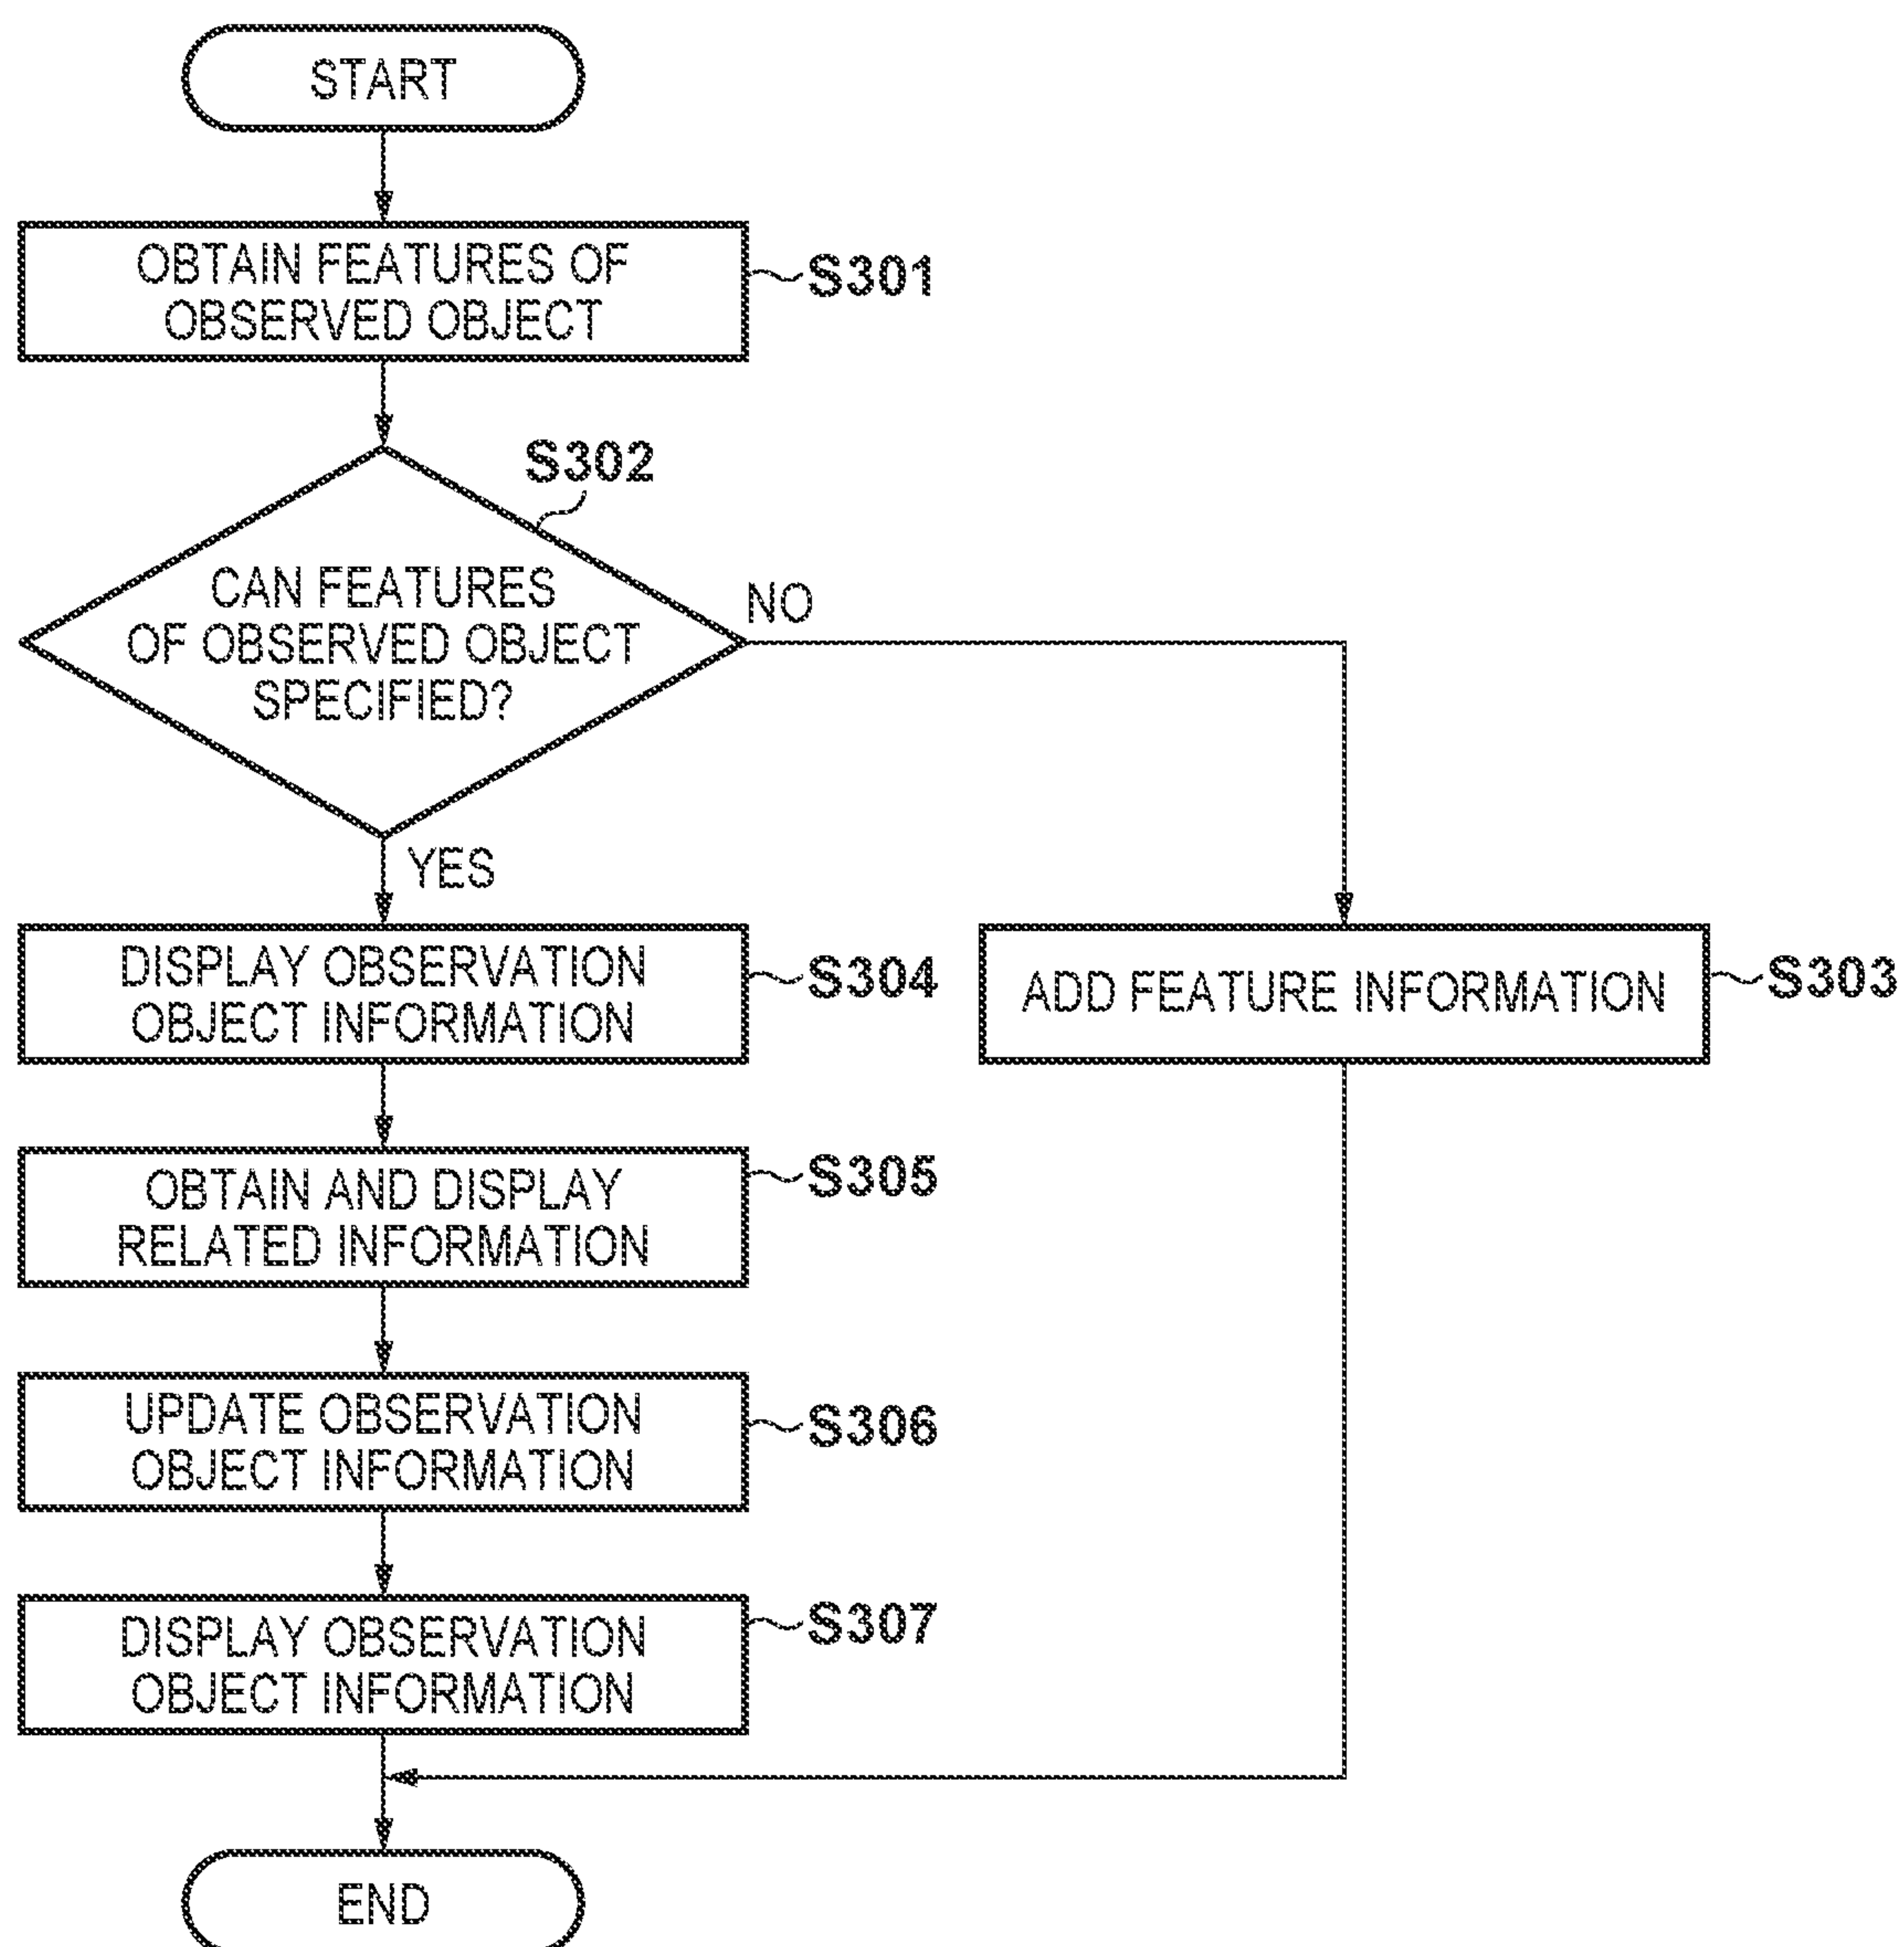 START
OBTAIN FEATURES OF
OBSERVED OBJECT
S301
S302
CAN FEATURES
OF OBSERVED OBJECT
SPECIFIED?
NO
YES
DISPLAY OBSERVATION
OBJECT INFORMATION
S304
ADD FEATURE INFORMATION
S303
OBTAIN AND DISPLAY
RELATED INFORMATION
S305
UPDATE OBSERVATION
OBJECT INFORMATION
S306
DISPLAY OBSERVATION
OBJECT INFORMATION
S307
END